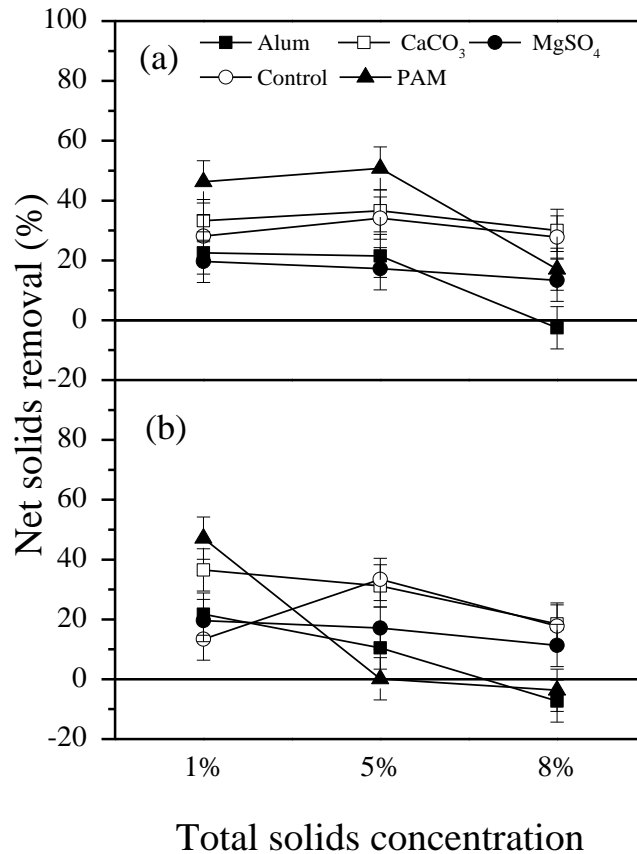 100
(a)
Alum CaCO₃ MgSO₄
Control PAM
80
60
40
20
0
-20
(b)
80
60
40
20
0
-20
Net solids removal (%)
1% 5% 8%
Total solids concentration